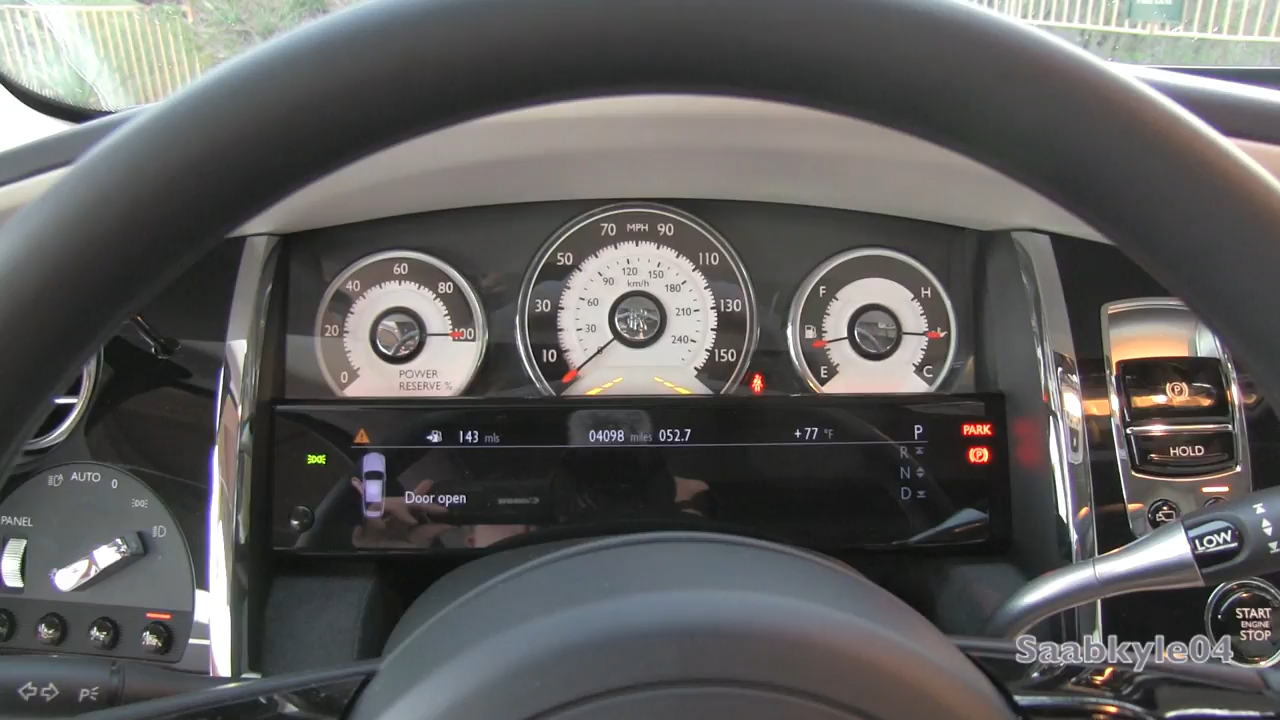 60
40 80
20 100
0
POWER
RESERVE %
70 MPH 90
50 110
30 130
10 150
120 150
90 km/h 180
60 210
30 240
F H
E C
143 mls
04098 miles 052.7
+77 °F
P
R
N
D
PARK
(P)
Door open
AUTO 0
PANEL
(P)
HOLD
LOW
START
ENGINE
STOP
Saabkyle04